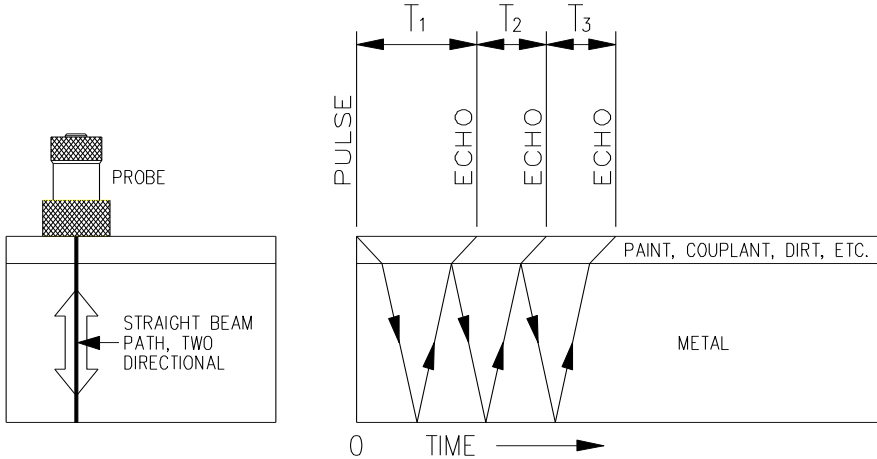 T1 T2 T3
PULSE
ECHO
ECHO
ECHO
PROBE
PAINT, COUPLANT, DIRT, ETC.
STRAIGHT BEAM
PATH, TWO
DIRECTIONAL
METAL
0 TIME